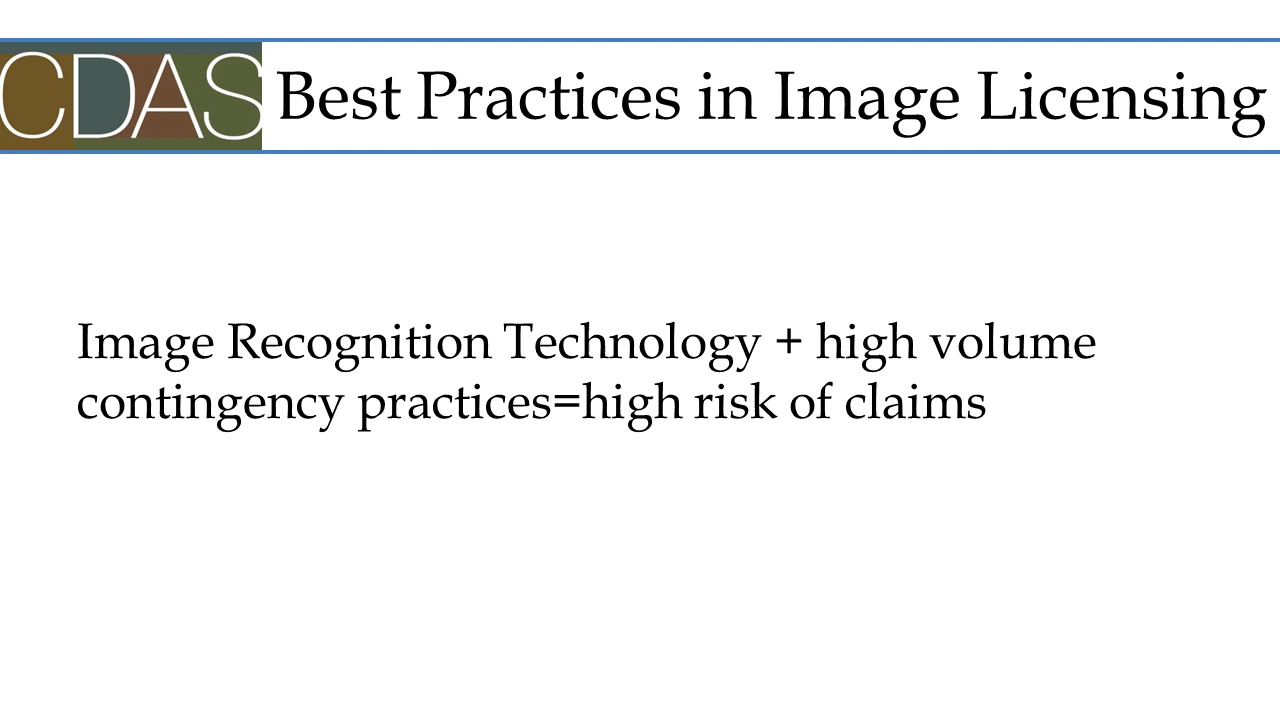 CDAS
Best Practices in Image Licensing
Image Recognition Technology + high volume
contingency practices=high risk of claims